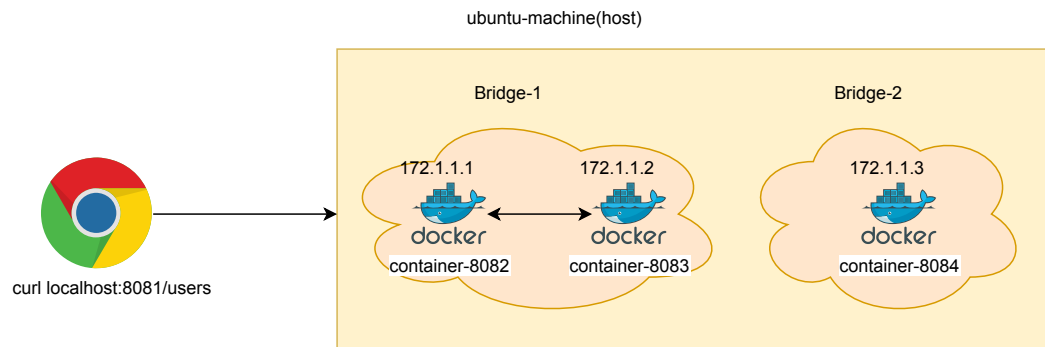 ubuntu-machine(host)
Bridge-1
Bridge-2
172.1.1.1
172.1.1.2
172.1.1.3
docker
docker
docker
container-8082
container-8083
container-8084
curl localhost:8081/users